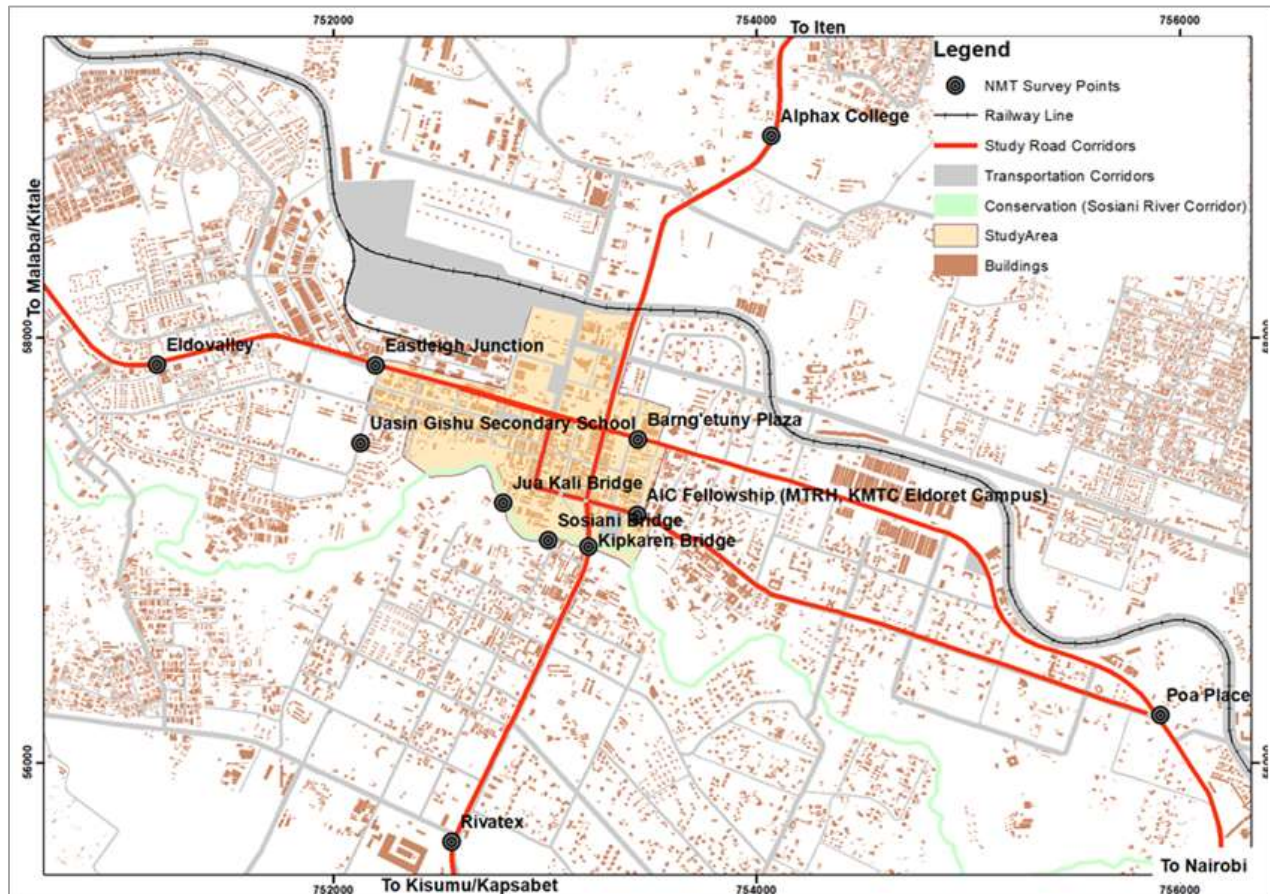 752000
754000
756000
To Iten
Legend
NMT Survey Points
Railway Line
Study Road Corridors
Transportation Corridors
Conservation (Sosiani River Corridor)
StudyArea
Buildings
Alphax College
To Malaba/Kitale
58000
58000
Eldovalley
Eastleigh Junction
Uasin Gishu Secondary School
Barng'etuny Plaza
Jua Kali Bridge
AIC Fellowship (MTRH, KMTC Eldoret Campus)
Sosiani Bridge
Kipkaren Bridge
Poa Place
56000
56000
Rivatex
To Nairobi
752000
To Kisumu/Kapsabet
754000
756000